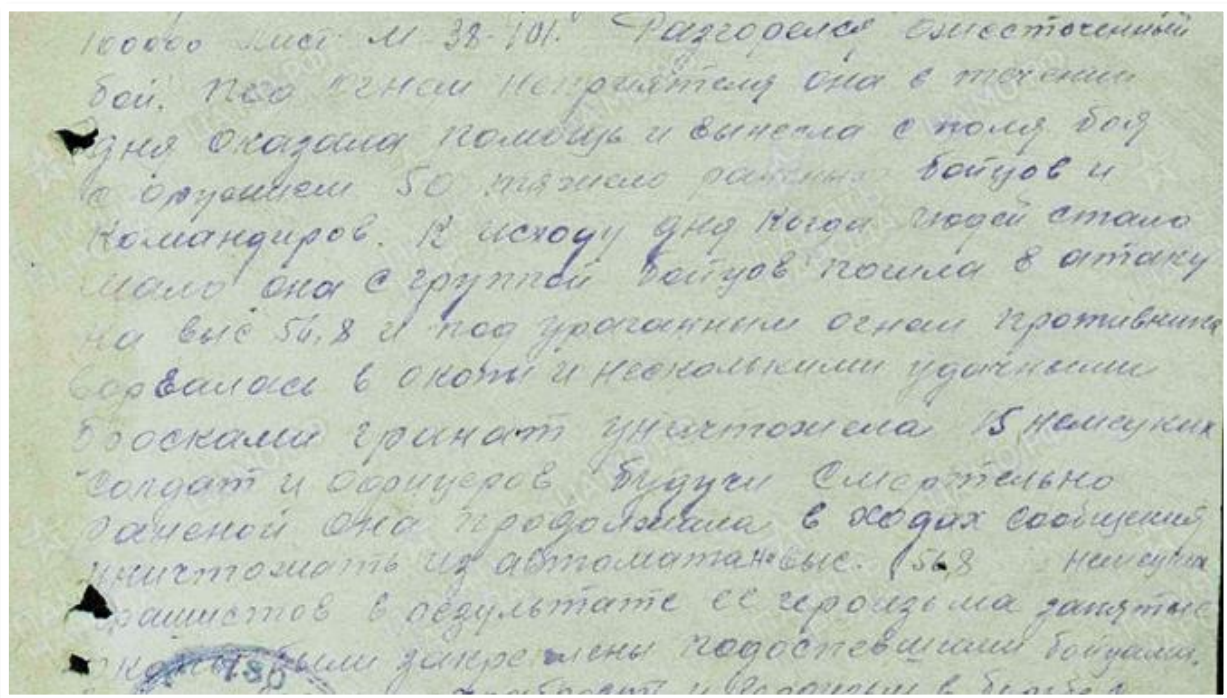 100000 лист М-38-101. Разгорелся ожесточенный
бой. Под огнем неприятеля она в течении
дня оказала помощь и вынесла с поля боя
с оружием 50 тяжело раненых бойцов и
командиров. К исходу дня когда людей стало
мало она с группой бойцов пошла в атаку
на выс 56,8 и под ураганным огнем противника
ворвалась в окопы и несколькими удачными
бросками гранат уничтожила 15 немецких
солдат и офицеров будучи смертельно
раненой она продолжала в ходах сообщения
уничтожать из автомата на выс. 56,8 немецких
фашистов в результате ее героизьма занятые
окопы были закреплены подоспевшими бойцами.
и в борьбе